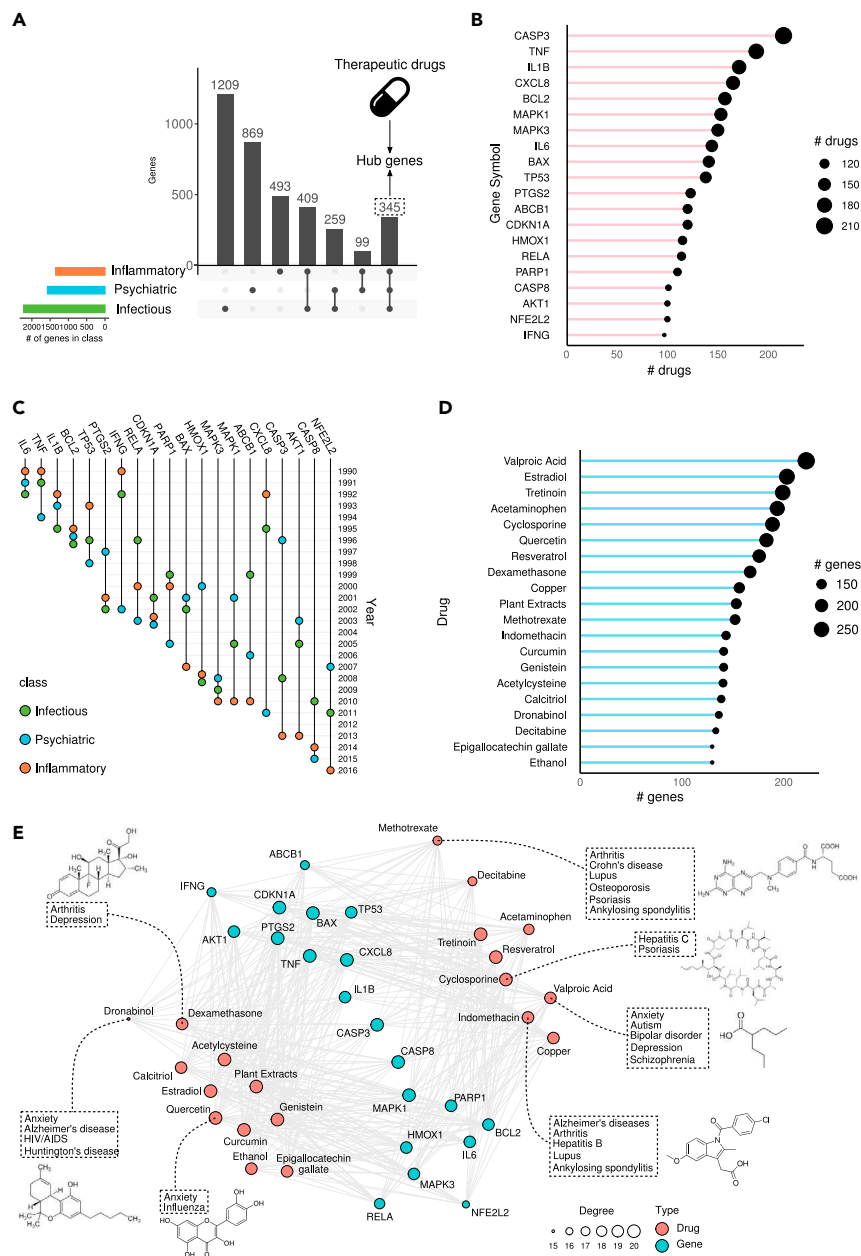 A
Therapeutic drugs
Hub genes
Genes
1000
500
0
1209
869
493
409
259
99
345
Inflammatory
Psychiatric
Infectious
2000 1500 1000 500 0
# of genes in class
B
Gene Symbol
CASP3
TNF
IL1B
CXCL8
BCL2
MAPK1
MAPK3
IL6
BAX
TP53
PTGS2
ABCB1
CDKN1A
HMOX1
RELA
PARP1
CASP8
AKT1
NFE2L2
IFNG
0 50 100 150 200
# drugs
# drugs
120
150
180
210
C
IL6
TNF
IL1B
BCL2
TP53
PTGS2
IFNG
RELA
CDKN1A
PARP1
BAX
HMOX1
MAPK3
MAPK1
ABCB1
CXCL8
CASP3
AKT1
CASP8
NFE2L2
1990
1991
1992
1993
1994
1995
1996
1997
1998
1999
2000
2001
2002
2003
2004
2005
2006
2007
2008
2009
2010
2011
2012
2013
2014
2015
2016
Year
class
Infectious
Psychiatric
Inflammatory
D
Drug
Valproic Acid
Estradiol
Tretinoin
Acetaminophen
Cyclosporine
Quercetin
Resveratrol
Dexamethasone
Copper
Plant Extracts
Methotrexate
Indomethacin
Curcumin
Genistein
Acetylcysteine
Calcitriol
Dronabinol
Decitabine
Epigallocatechin gallate
Ethanol
0 100 200
# genes
# genes
150
200
250
E
Methotrexate
ABCB1
IFNG
Decitabine
CDKN1A
TP53
BAX
Acetaminophen
PTGS2
AKT1
Tretinoin
Resveratrol
CXCL8
TNF
Cyclosporine
IL1B
Valproic Acid
Dronabinol
Dexamethasone
Indomethacin
CASP3
Copper
Acetylcysteine
CASP8
Calcitriol
Plant Extracts
Estradiol
PARP1
MAPK1
Quercetin
Genistein
BCL2
HMOX1
Curcumin
IL6
Ethanol
Epigallocatechin
gallate
MAPK3
RELA
NFE2L2
Arthritis
Depression
Arthritis
Crohn's disease
Lupus
Osteoporosis
Psoriasis
Ankylosing spondylitis
Hepatitis C
Psoriasis
Anxiety
Autism
Bipolar disorder
Depression
Schizophrenia
Alzheimer's diseases
Arthritis
Hepatitis B
Lupus
Ankylosing spondylitis
Anxiety
Alzheimer's disease
HIV/AIDS
Huntington's disease
Anxiety
Influenza
Degree
15 16 17 18 19 20
Type
Drug
Gene